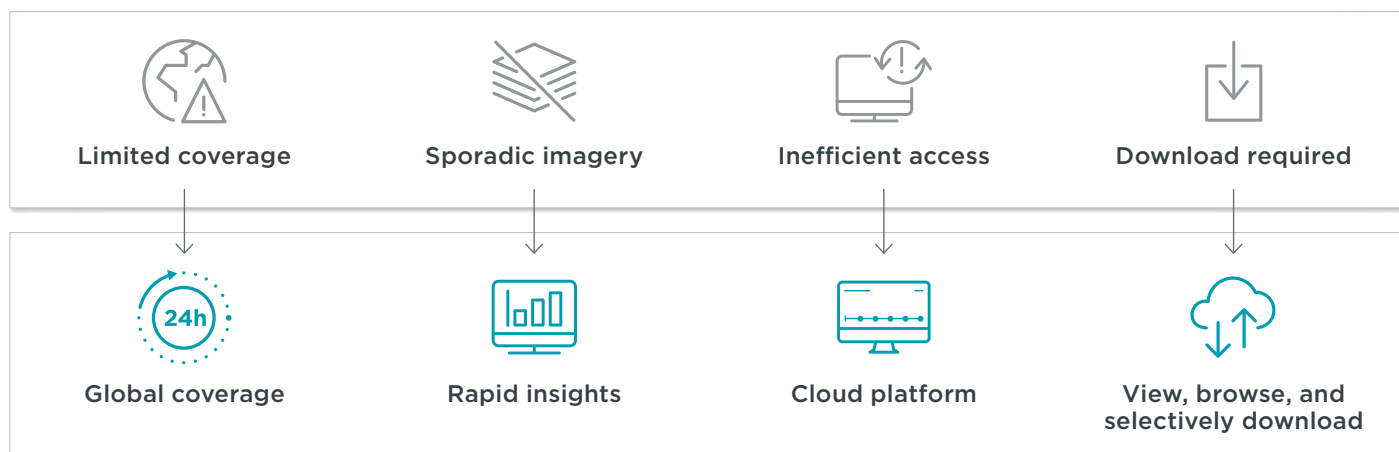 Limited coverage
Sporadic imagery
Inefficient access
Download required
24h
Global coverage
Rapid insights
Cloud platform
View, browse, and
selectively download